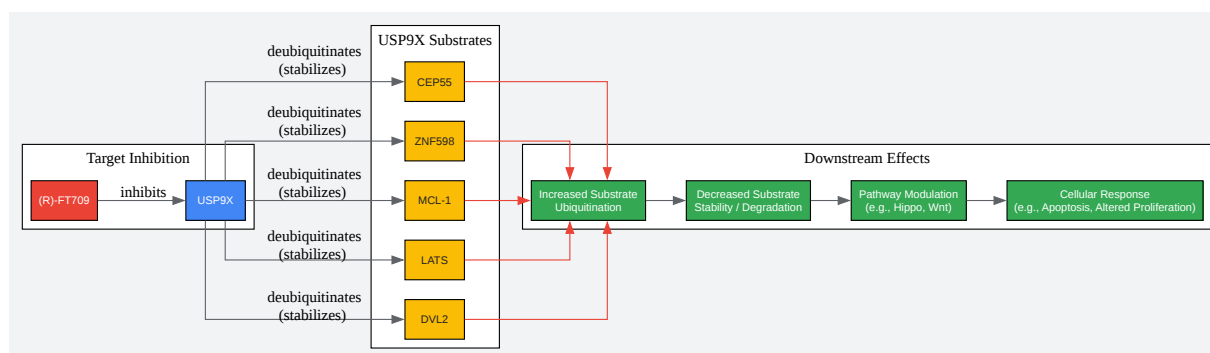 USP9X Substrates
deubiquitinates
(stabilizes)
CEP55
deubiquitinates
(stabilizes)
ZNF598
Target Inhibition
(R)-FT709
inhibits
USP9X
deubiquitinates
(stabilizes)
MCL-1
deubiquitinates
(stabilizes)
LATS
deubiquitinates
(stabilizes)
DVL2
Downstream Effects
Increased Substrate
Ubiquitination
Decreased Substrate
Stability / Degradation
Pathway Modulation
(e.g., Hippo, Wnt)
Cellular Response
(e.g., Apoptosis, Altered Proliferation)